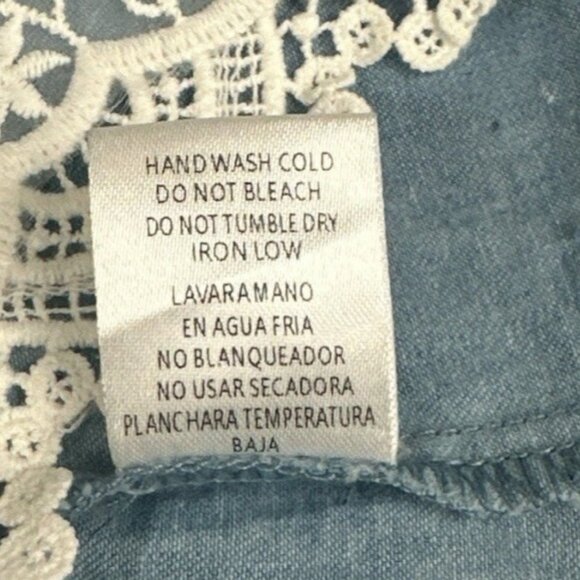 HAND WASH COLD
DO NOT BLEACH
DO NOT TUMBLE DRY
IRON LOW
LAVAR A MANO
EN AGUA FRIA
NO BLANQUEADOR
NO USAR SECADORA
PLANCHAR A TEMPERATURA
BAJA